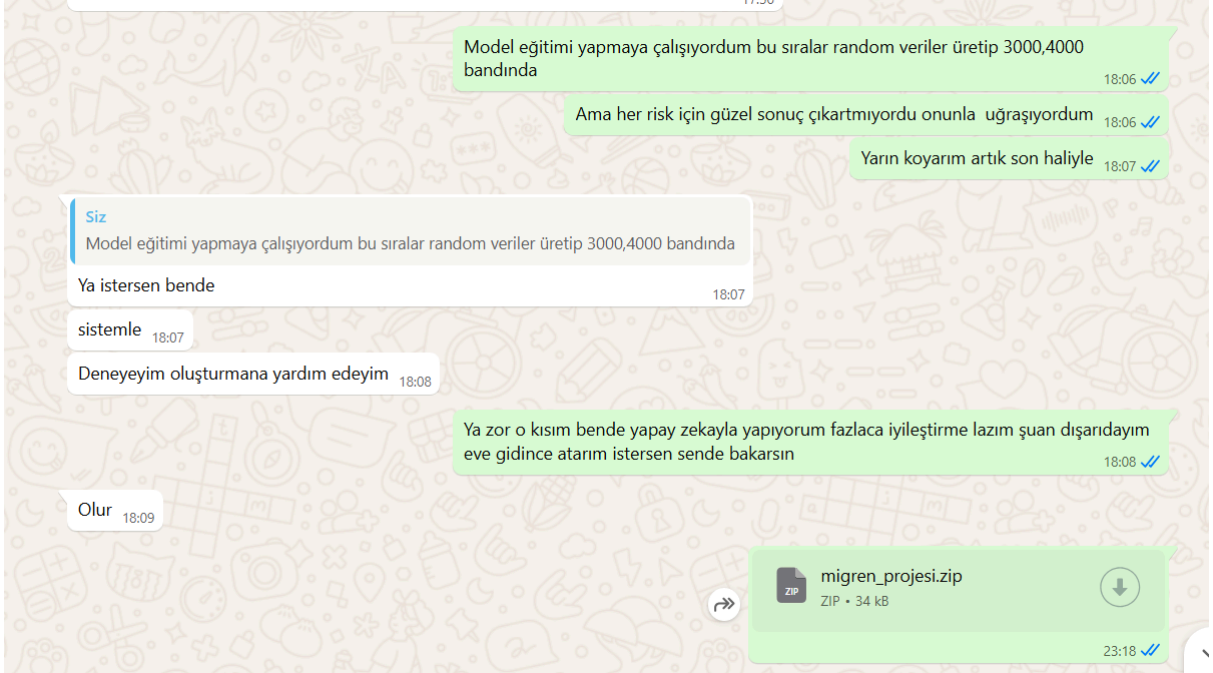 17:50
Model eğitimi yapmaya çalışıyordum bu sıralar random veriler üretip 3000,4000
bandında
18:06
Ama her risk için güzel sonuç çıkartmıyordu onunla  uğraşıyordum 18:06
Yarın koyarım artık son haliyle 18:07
Siz
Model eğitimi yapmaya çalışıyordum bu sıralar random veriler üretip 3000,4000 bandında
Ya istersen bende
18:07
sistemle 18:07
Deneyeyim oluşturmana yardım edeyim 18:08
Ya zor o kısım bende yapay zekayla yapıyorum fazlaca iyileştirme lazım şuan dışarıdayım
eve gidince atarım istersen sende bakarsın
18:08
Olur 18:09
migren_projesi.zip
ZIP
ZIP • 34 kB
23:18